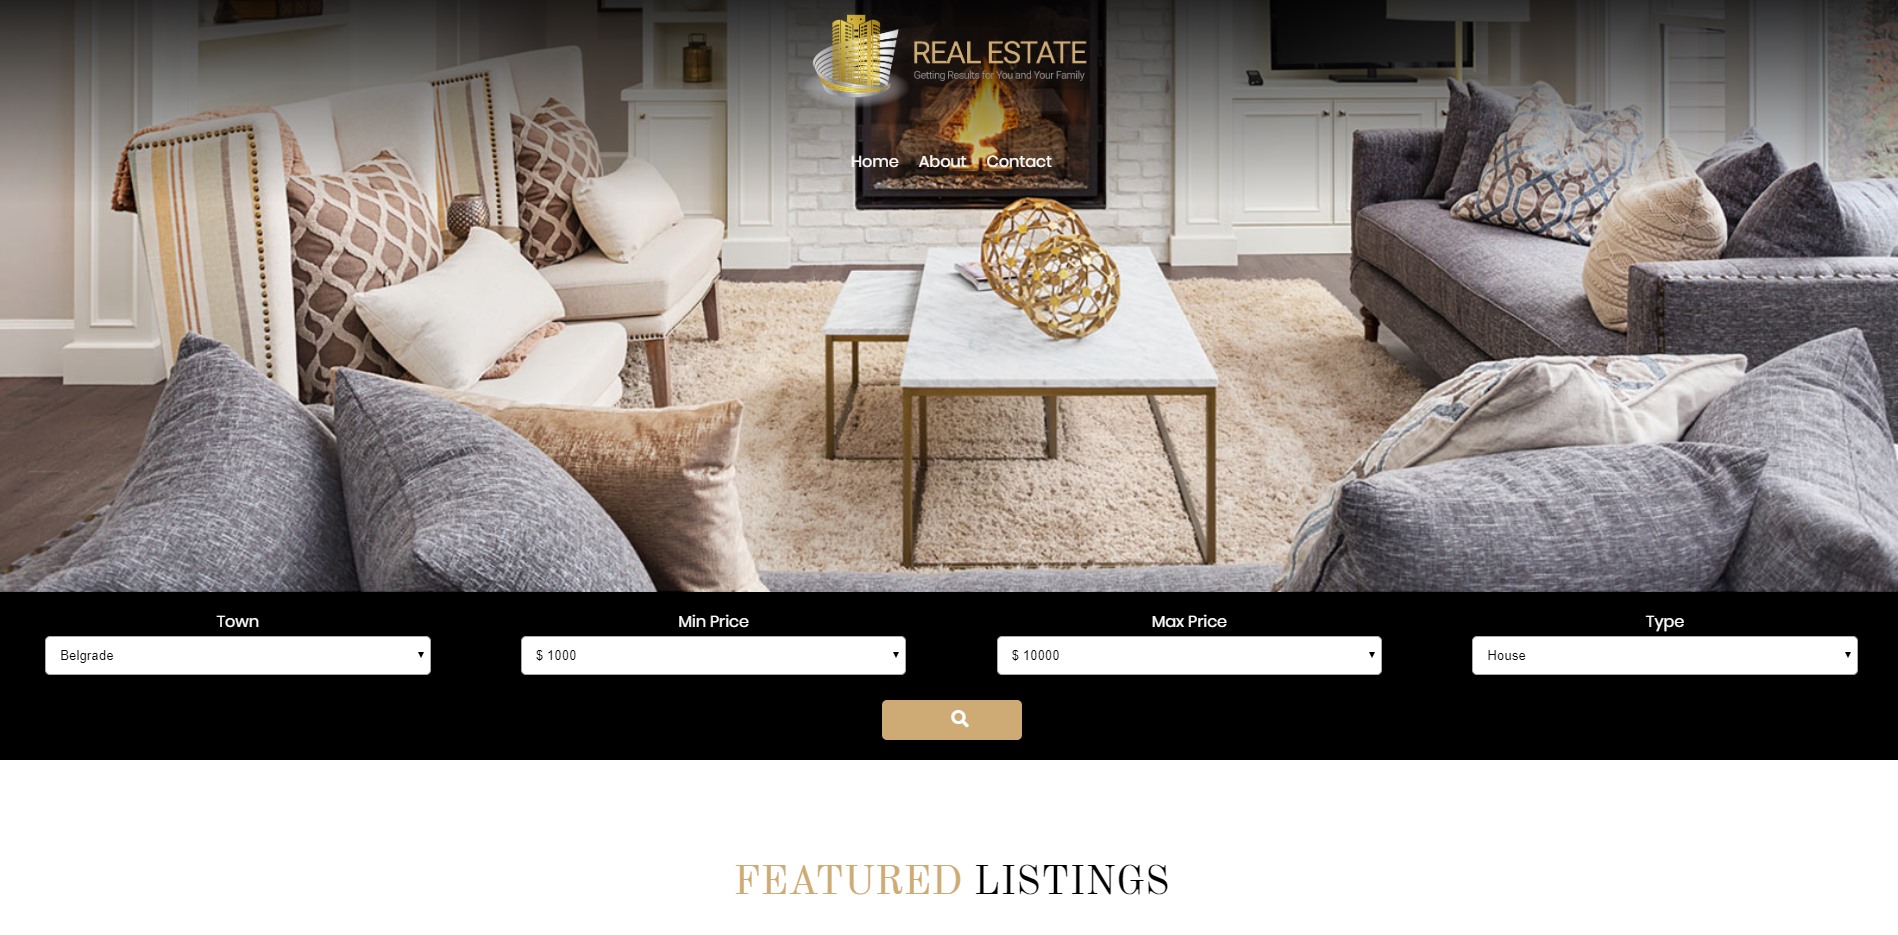 REAL ESTATE
Getting Results for You and Your Family
Home About Contact
Town Min Price Max Price Type
Belgrade $ 1000 $ 10000 House
FEATURED LISTINGS